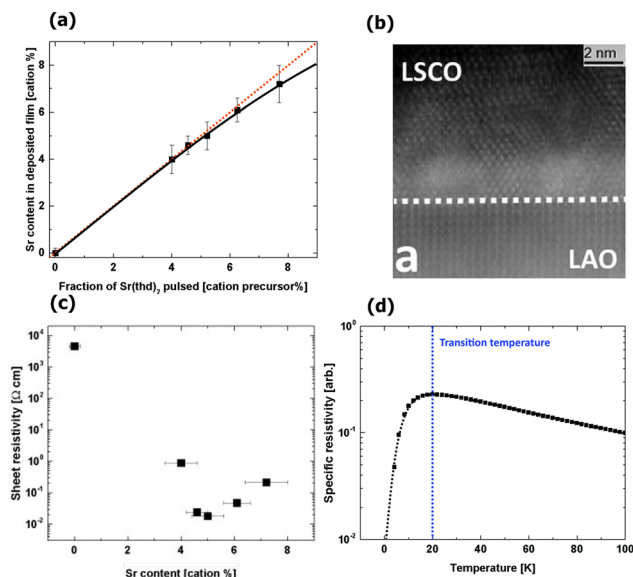 (a)
Sr content in deposited film [cation %]
8
6
4
2
0
0 2 4 6 8
Fraction of Sr(thd)2 pulsed [cation precursor%]
(b)
2 nm
LSCO
a
LAO
(c)
Sheet resistivity [Ω cm]
10^4
10^3
10^2
10^1
10^0
10^-1
10^-2
0 2 4 6 8
Sr content [cation %]
(d)
Specific resistivity [arb.]
10^0
10^-1
10^-2
Transition temperature
0 20 40 60 80 100
Temperature [K]